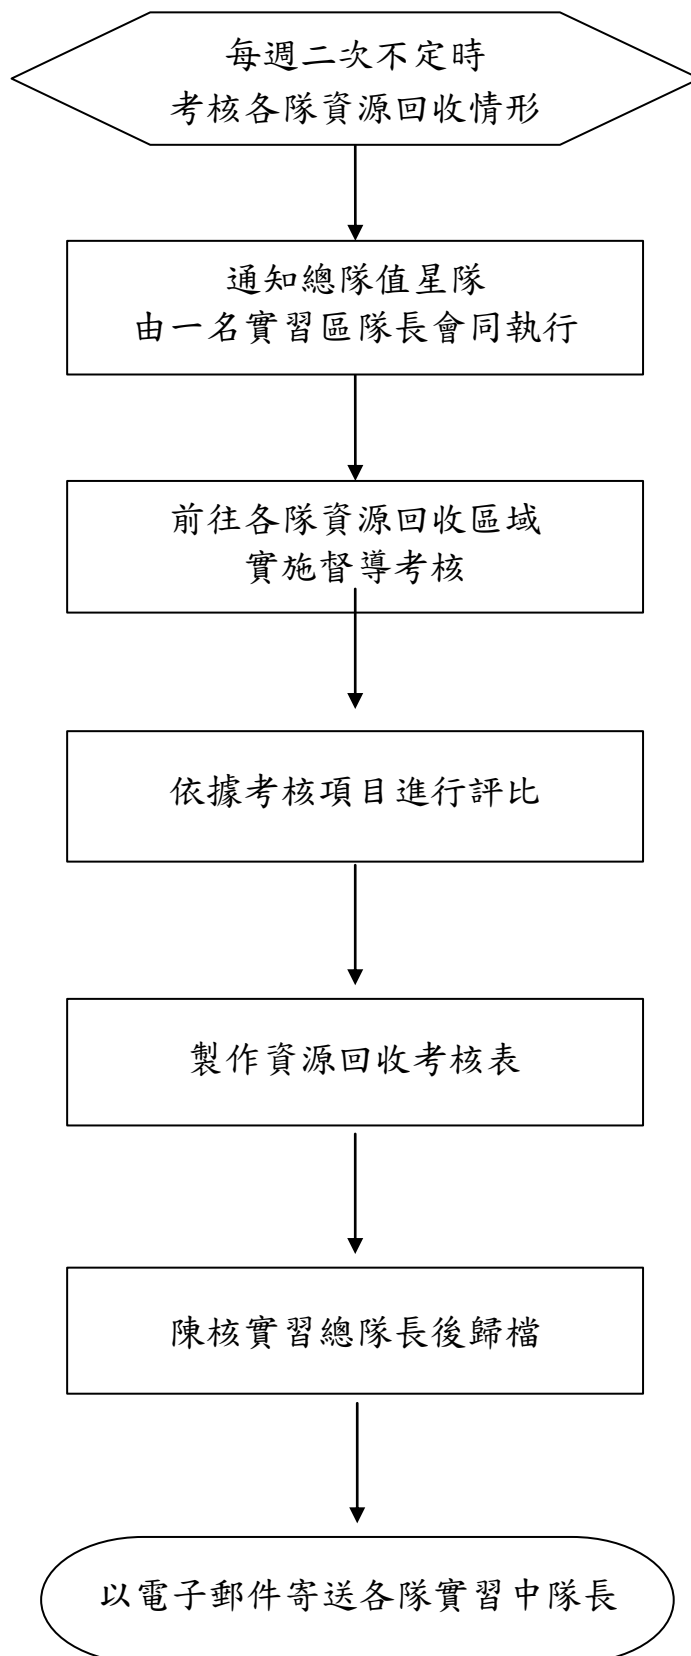 每週二次不定時
考核各隊資源回收情形
通知總隊值星隊
由一名實習區隊長會同執行
前往各隊資源回收區域
實施督導考核
依據考核項目進行評比
製作資源回收考核表
陳核實習總隊長後歸檔
以電子郵件寄送各隊實習中隊長